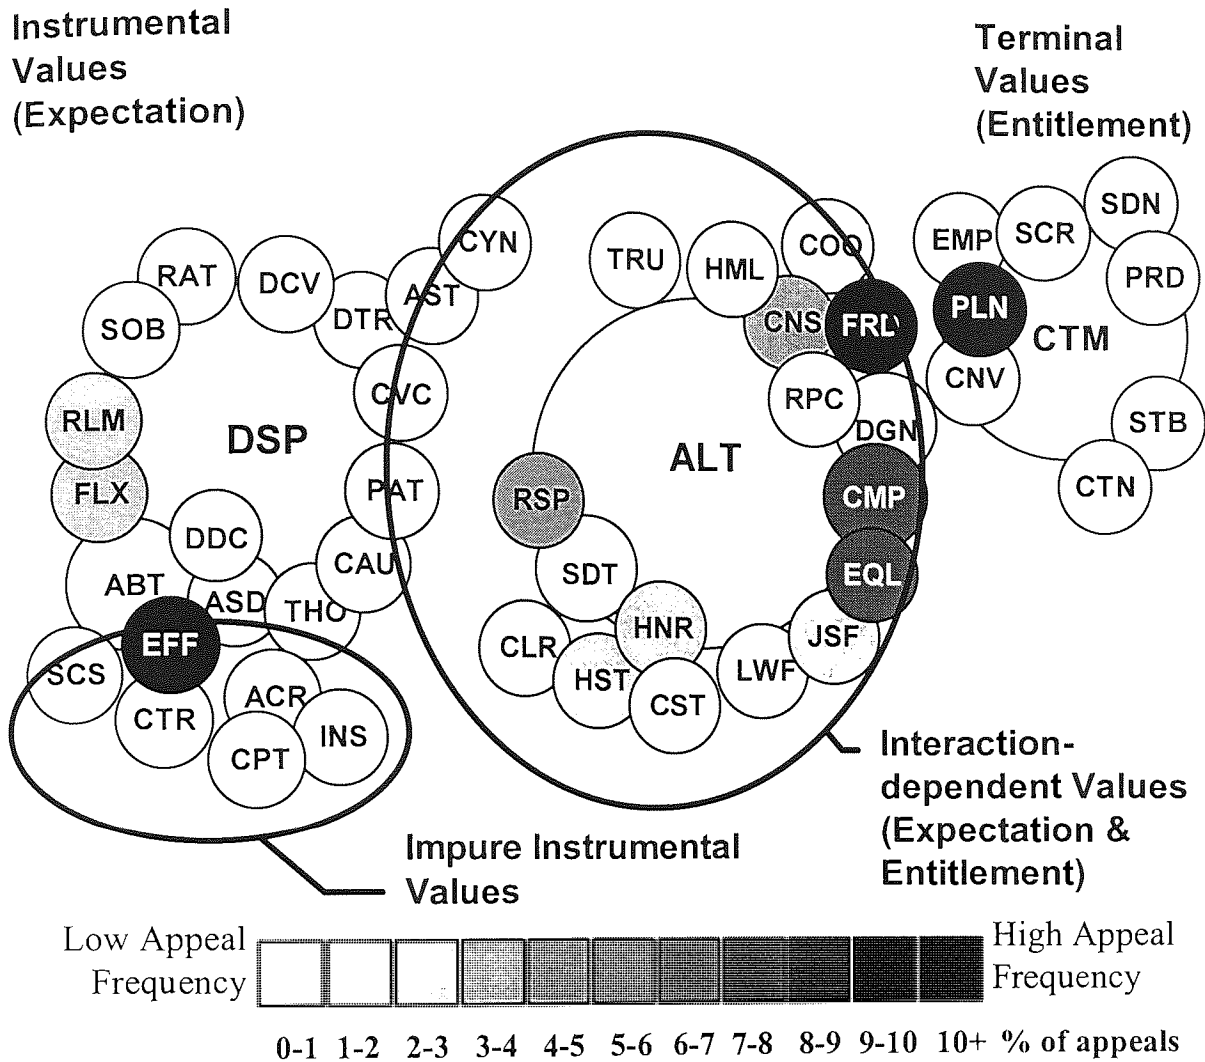 Instrumental
Values
(Expectation)
Terminal
Values
(Entitlement)
SDN
CYN
COO
EMP
SCR
TRU
HML
RAT
DCV
AST
PRD
SOB
DTR
CNS
FRD
PLN
CTM
CVC
RPC
CNV
RLM
DSP
DGN
STB
ALT
FLX
PAT
RSP
CMP
CTN
DDC
CAU
SDT
EQL
ABT
ASD
THO
EFF
HNR
JSF
SCS
CLR
HST
LWF
ACR
CST
CTR
INS
CPT
Interaction-
dependent Values
(Expectation &
Entitlement)
Impure Instrumental
Values
Low Appeal
Frequency
High Appeal
Frequency
0-1 1-2 2-3 3-4 4-5 5-6 6-7 7-8 8-9 9-10 10+ % of appeals